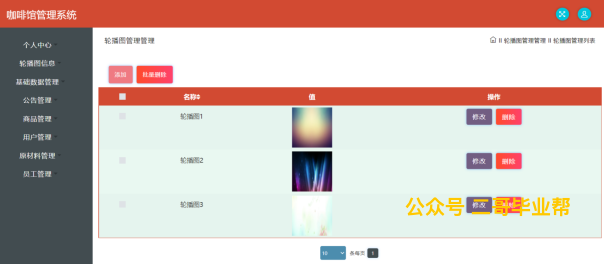 咖啡馆管理系统
个人中心
轮播图信息
基础数据管理
公告管理
商品管理
用户管理
原材料管理
员工管理
轮播图管理管理
轮播图管理管理 轮播图管理列表
添加 批量删除
名称 值 操作
轮播图1 修改 删除
轮播图2 修改 删除
轮播图3 修改
公众号 二哥毕业帮
10 条每页 1